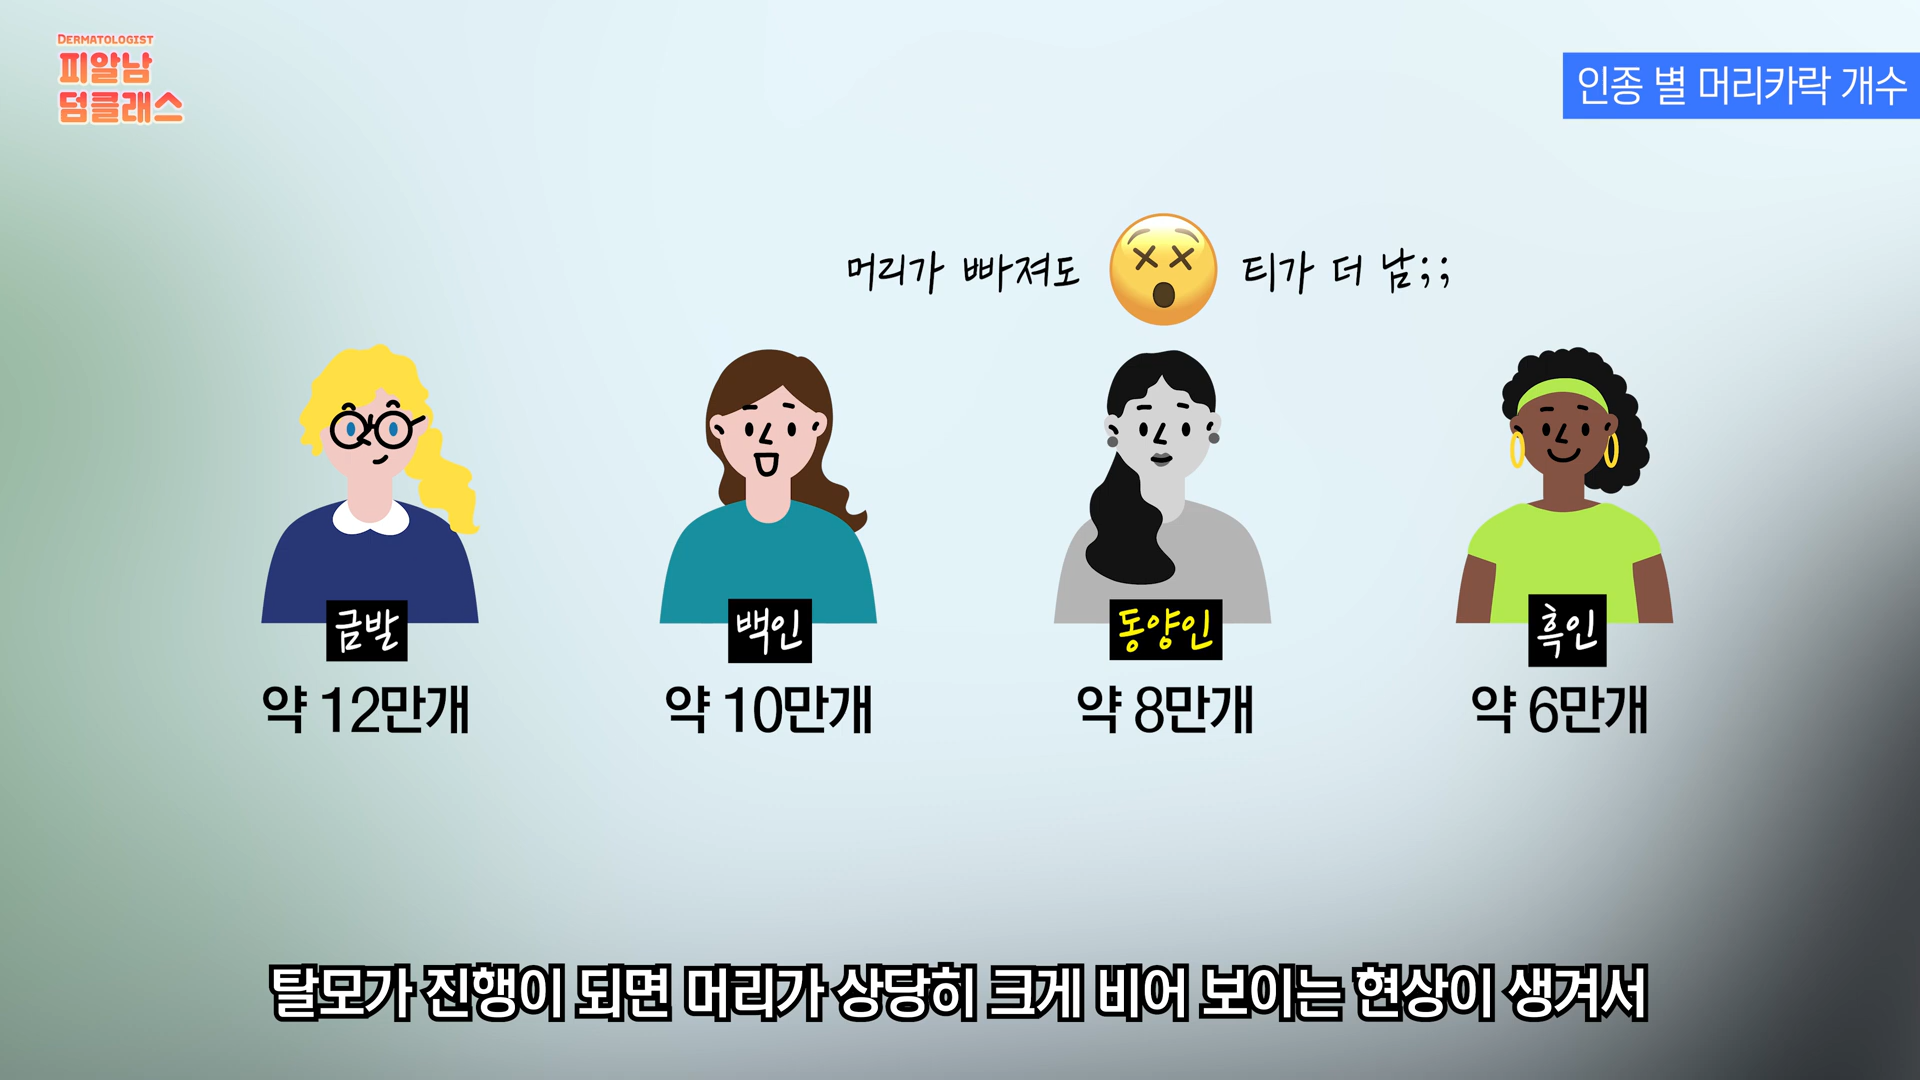 DERMATOLOGIST
피알남
덤클래스
인종 별 머리카락 개수
머리가 빠져도 티가 더 남;;
금발
백인
동양인
흑인
약 12만개
약 10만개
약 8만개
약 6만개
탈모가 진행이 되면 머리가 상당히 크게 비어 보이는 현상이 생겨서